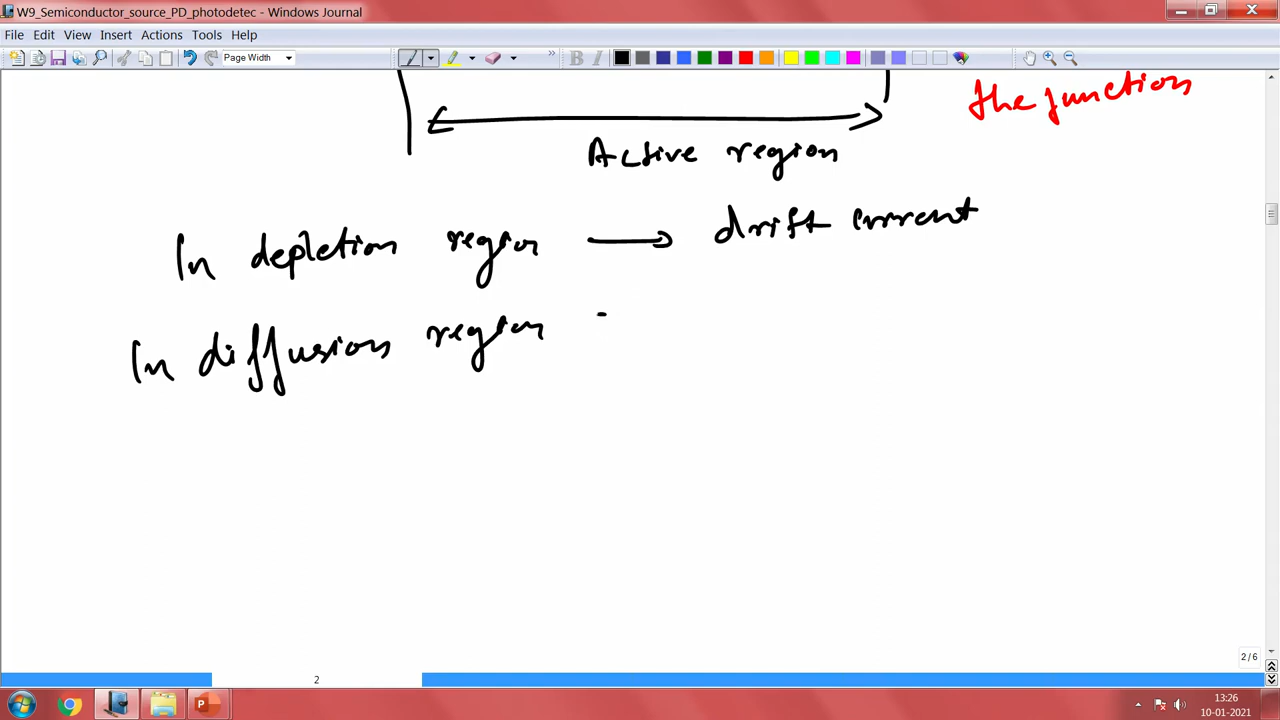 W9_Semiconductor_source_PD_photodetec - Windows Journal
File Edit View Insert Actions Tools Help
Page Width
the junction
Active region
In depletion region → drift current
In diffusion region -
2/6
2
13:26
10-01-2021